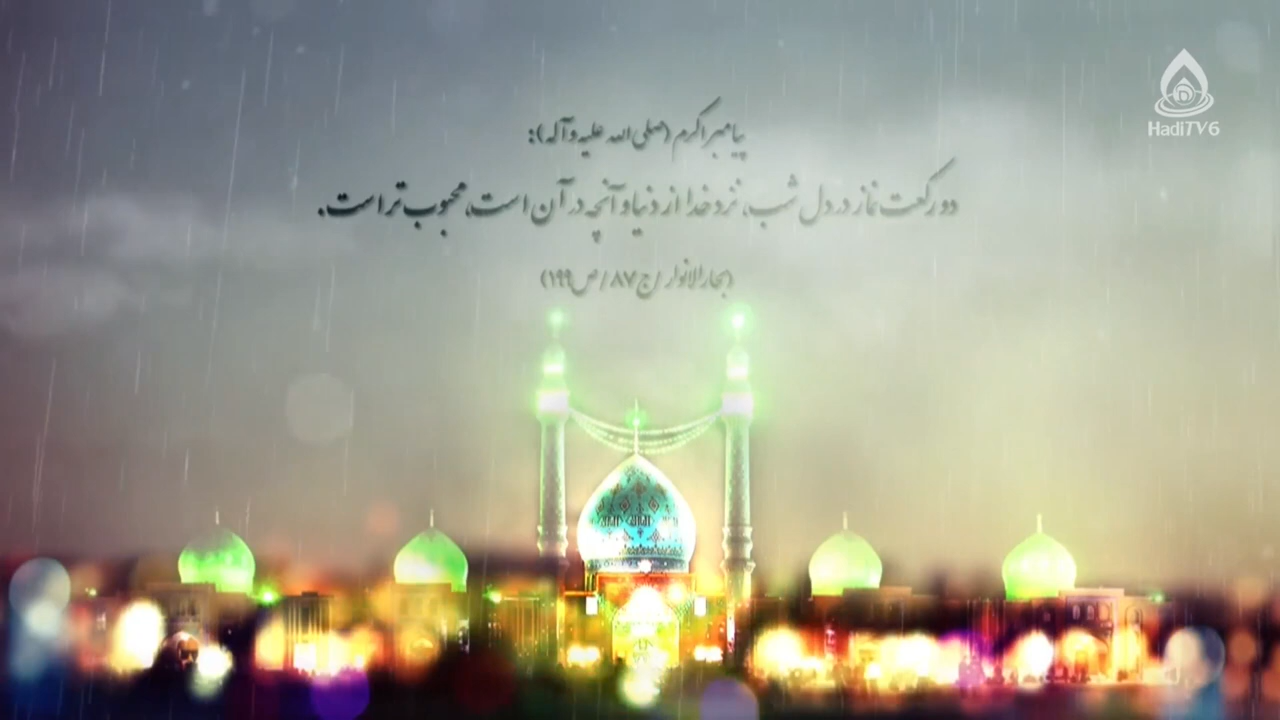 پیامبر اکرم (صلی الله علیه و آله):
دو رکعت نماز در دل شب، نزد خدا از دنیا و آنچه در آن است، محبوب تر است.
(بحارالانوار / ج ۸۷ / ص ۱۹۹)
HadiTV6